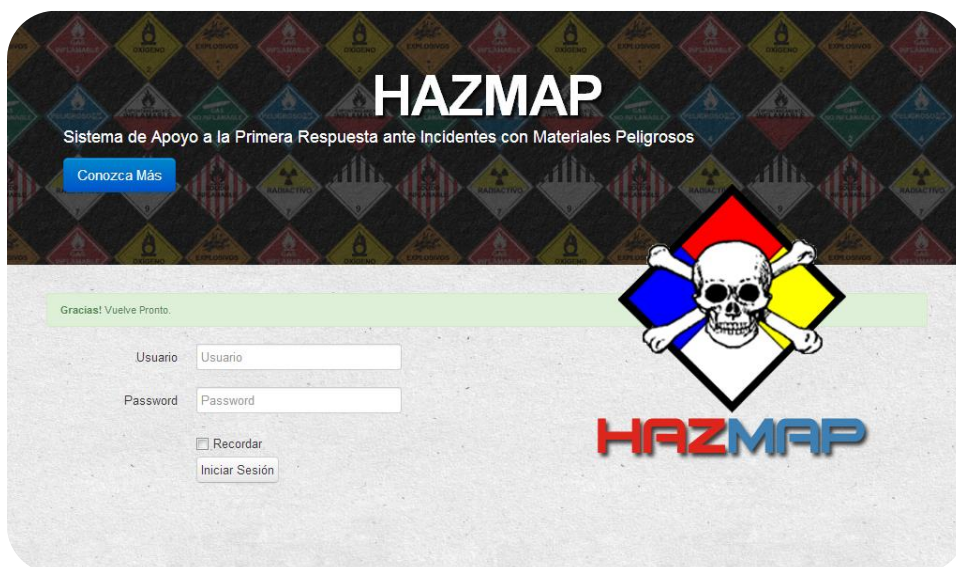 HAZMAP
Sistema de Apoyo a la Primera Respuesta ante Incidentes con Materiales Peligrosos
Conozca Más
Gracias! Vuelve Pronto.
Usuario
Usuario
Password
Password
Recordar
Iniciar Sesión
HAZMAP